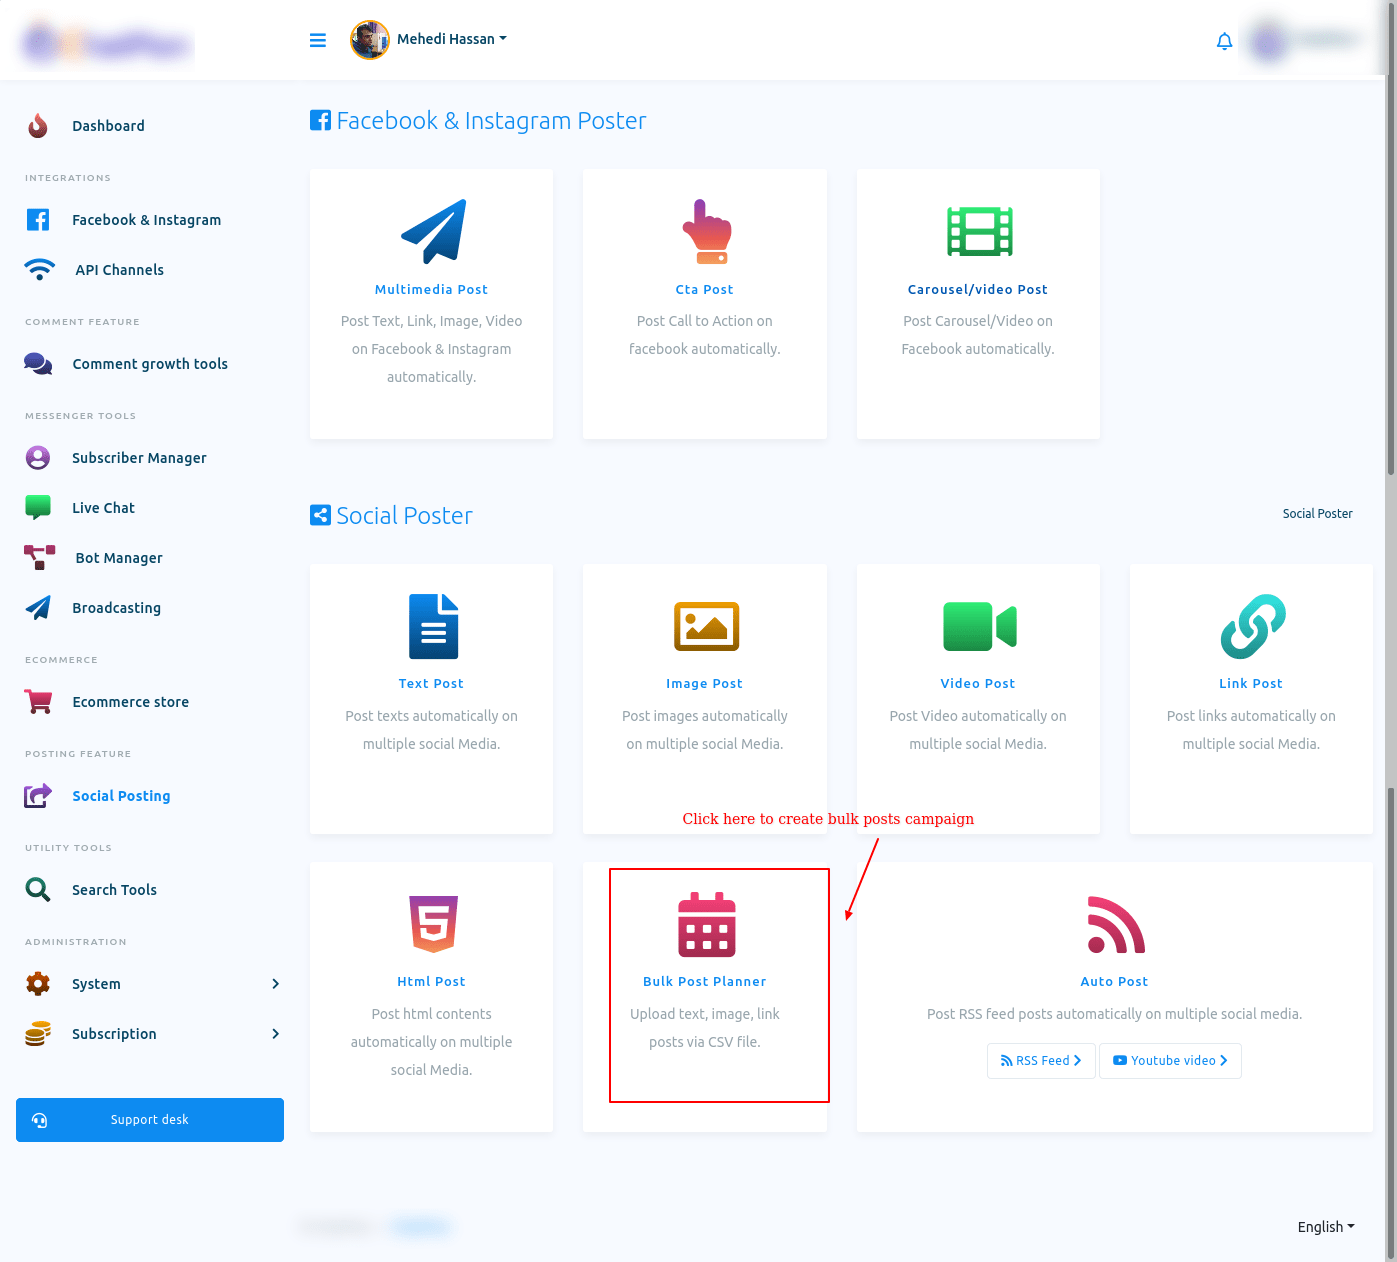 Mehedi Hassan
Dashboard
INTEGRATIONS
Facebook & Instagram
API Channels
COMMENT FEATURE
Comment growth tools
MESSENGER TOOLS
Subscriber Manager
Live Chat
Bot Manager
Broadcasting
ECOMMERCE
Ecommerce store
POSTING FEATURE
Social Posting
UTILITY TOOLS
Search Tools
ADMINISTRATION
System
Subscription
Support desk
Facebook & Instagram Poster
Multimedia Post
Post Text, Link, Image, Video
on Facebook & Instagram
automatically.
Cta Post
Post Call to Action on
facebook automatically.
Carousel/video Post
Post Carousel/Video on
Facebook automatically.
Social Poster
Social Poster
Text Post
Post texts automatically on
multiple social Media.
Image Post
Post images automatically
on multiple social Media.
Video Post
Post Video automatically on
multiple social Media.
Link Post
Post links automatically on
multiple social Media.
Click here to create bulk posts campaign
Html Post
Post html contents
automatically on multiple
social Media.
Bulk Post Planner
Upload text, image, link
posts via CSV file.
Auto Post
Post RSS feed posts automatically on multiple social media.
RSS Feed
Youtube video
English